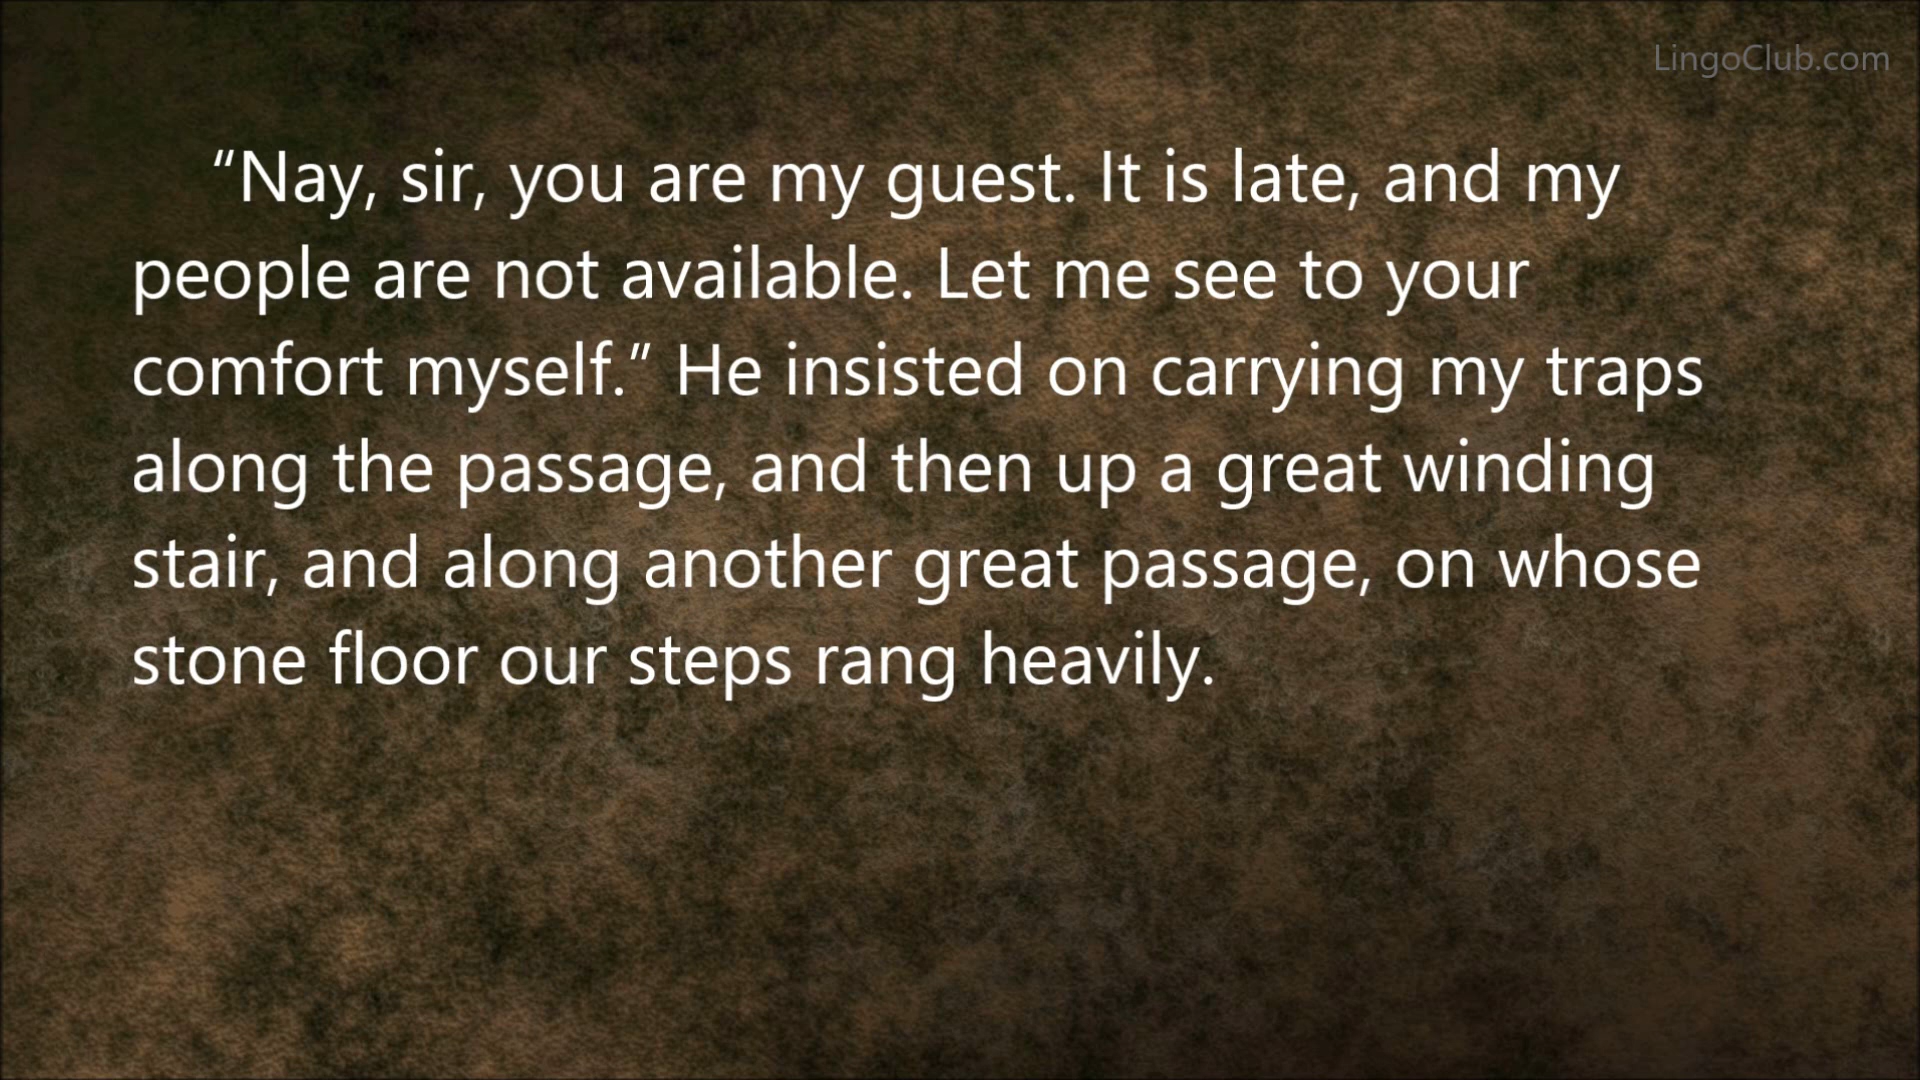 LingoClub.com
“Nay, sir, you are my guest. It is late, and my
people are not available. Let me see to your
comfort myself.” He insisted on carrying my traps
along the passage, and then up a great winding
stair, and along another great passage, on whose
stone floor our steps rang heavily.